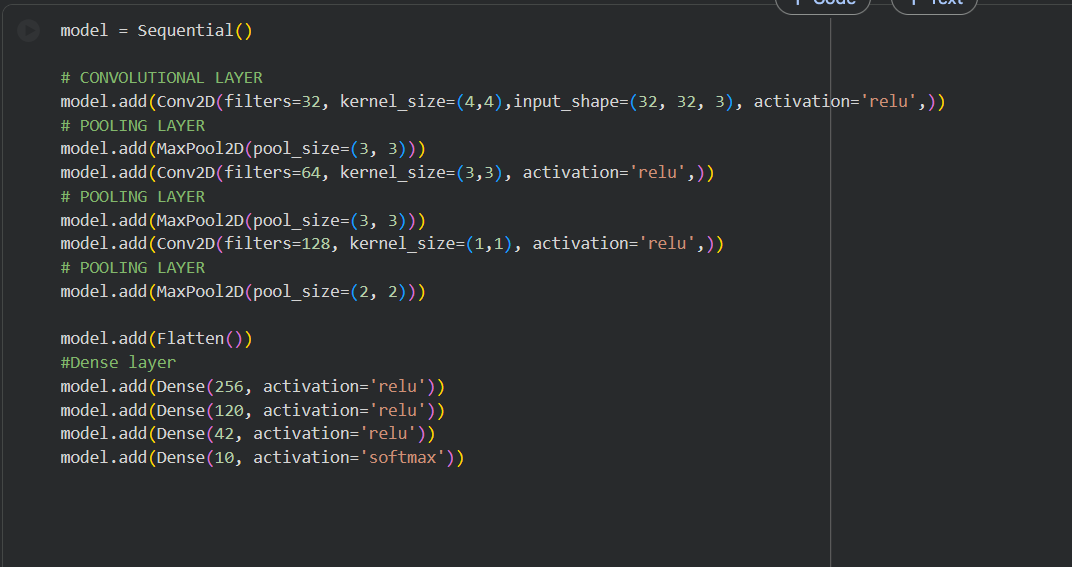 + Code + Text
model = Sequential()
# CONVOLUTIONAL LAYER
model.add(Conv2D(filters=32, kernel_size=(4,4),input_shape=(32, 32, 3), activation='relu',))
# POOLING LAYER
model.add(MaxPool2D(pool_size=(3, 3)))
model.add(Conv2D(filters=64, kernel_size=(3,3), activation='relu',))
# POOLING LAYER
model.add(MaxPool2D(pool_size=(3, 3)))
model.add(Conv2D(filters=128, kernel_size=(1,1), activation='relu',))
# POOLING LAYER
model.add(MaxPool2D(pool_size=(2, 2)))
model.add(Flatten())
#Dense layer
model.add(Dense(256, activation='relu'))
model.add(Dense(120, activation='relu'))
model.add(Dense(42, activation='relu'))
model.add(Dense(10, activation='softmax'))